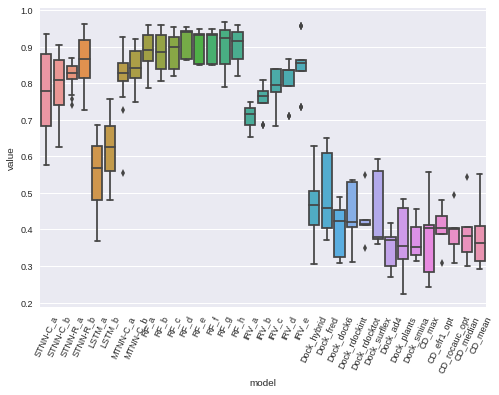 1.0
0.9
0.8
0.7
0.6
0.5
0.4
0.3
0.2
value
STNN-C_a
STNN-C_b
STNN-R_a
STNN-R_b
LSTM_a
LSTM_b
MTNN-C_a
MTNN-C_b
RF_a
RF_b
RF_c
RF_d
RF_e
RF_f
RF_g
RF_h
IRV_a
IRV_b
IRV_c
IRV_d
IRV_e
Dock_hybrid
Dock_fred
Dock_dock6
Dock_rdockint
Dock_rdocktot
Dock_surflex
Dock_ad4
Dock_plants
Dock_smina
CD_max
CD_efr1_opt
CD_rocauc_opt
CD_median
CD_mean
model